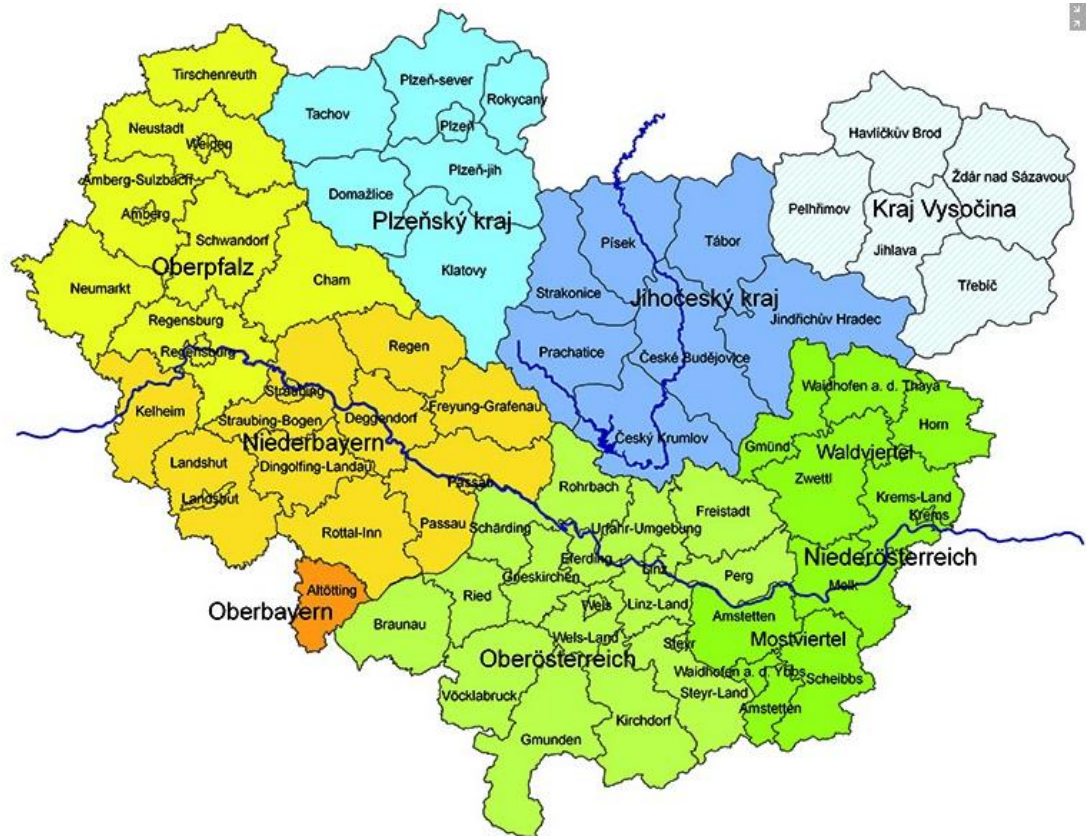 Tirschenreuth
Plzeň-sever
Rokycany
Tachov
Plzeň
Neustadt
Weiden
Havlíčkův Brod
Plzeň-jih
Žďár nad Sázavou
Amberg-Sulzbach
Domažlice
Amberg
Plzeňský kraj
Pelhřimov
Kraj Vysočina
Schwandorf
Písek
Tábor
Jihlava
Oberpfalz
Klatovy
Neumarkt
Cham
Třebíč
Strakonice
Jihočeský kraj
Regensburg
Jindřichův Hradec
Regensburg
Regen
Prachatice
České Budějovice
Waidhofen a. d. Thaya
Straubing
Kelheim
Freyung-Grafenau
Straubing-Bogen
Deggendorf
Horn
Niederbayern
Český Krumlov
Gmünd
Waldviertel
Landshut
Dingolfing-Landau
Zwettl
Rohrbach
Passau
Landshut
Krems-Land
Freistadt
Krems
Rottal-Inn
Passau
Schärding
Urfahr-Umgebung
Eferding
Niederösterreich
Linz
Grieskirchen
Perg
Altötting
Melk
Ried
Oberbayern
Wels
Linz-Land
Amstetten
Braunau
Wels-Land
Mostviertel
Steyr
Oberösterreich
Waidhofen a. d. Ybbs
Scheibbs
Vöcklabruck
Steyr-Land
Amstetten
Kirchdorf
Gmunden